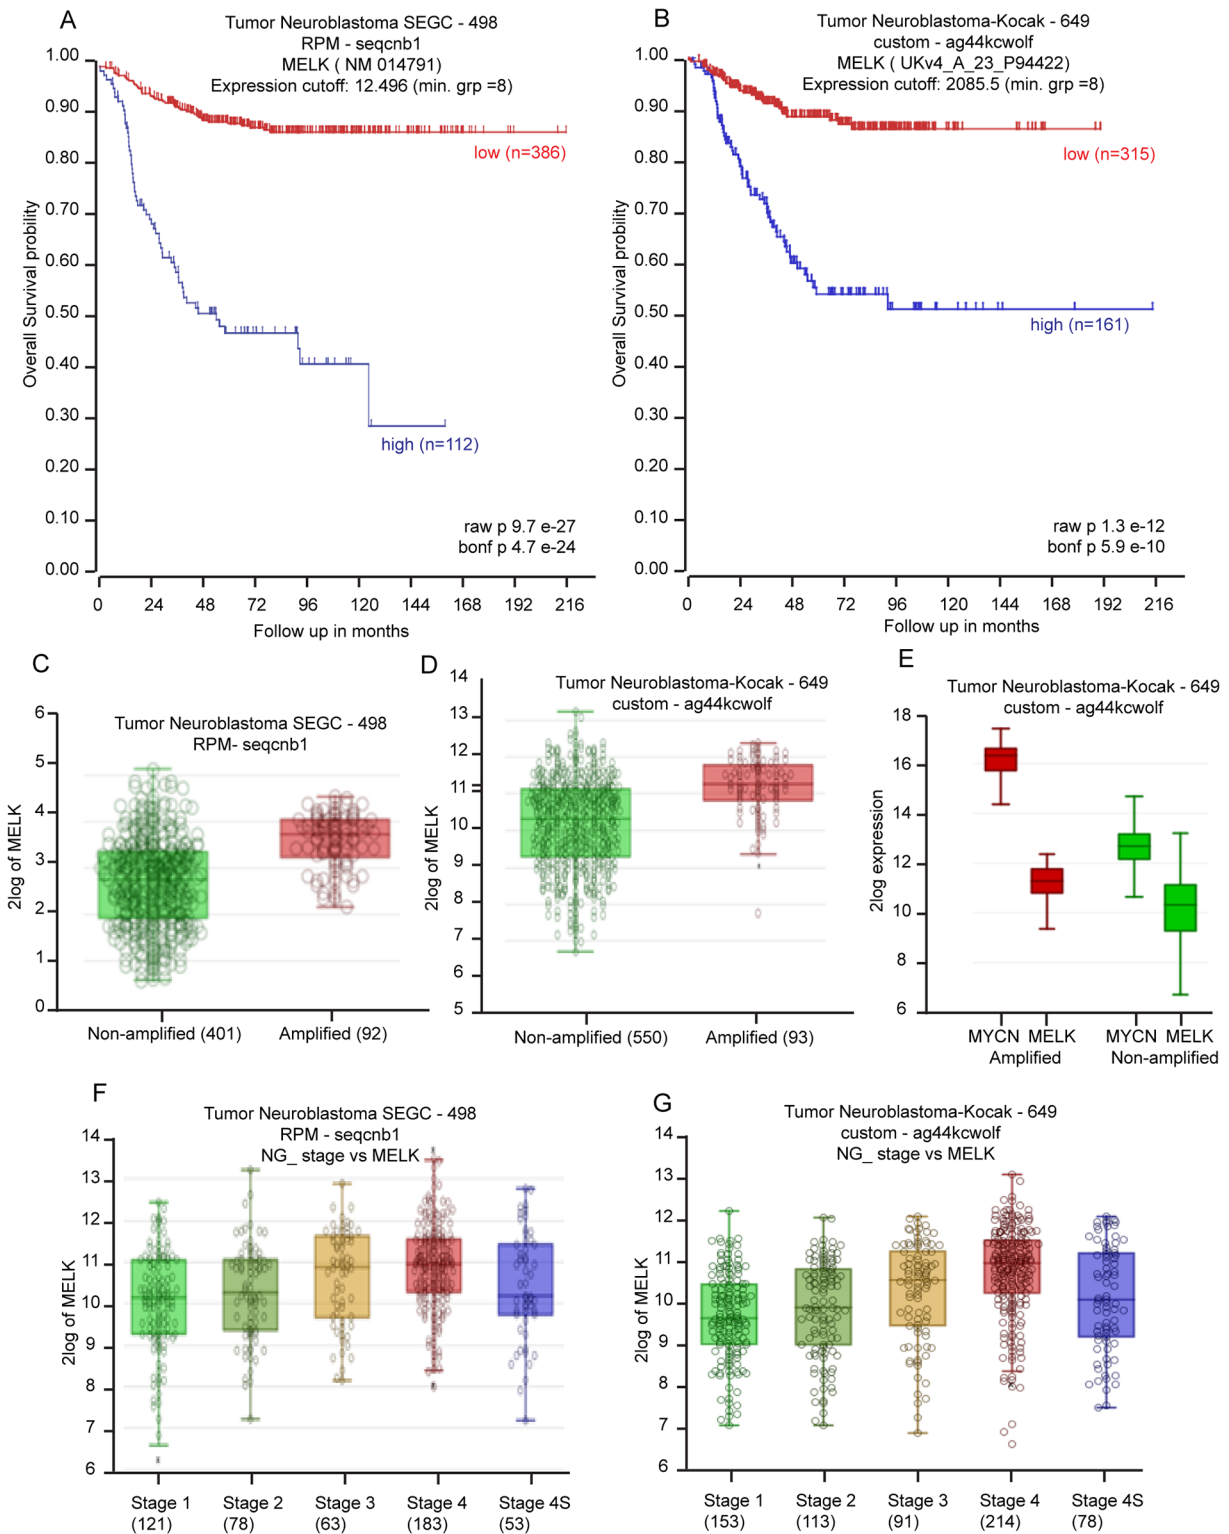 A
Tumor Neuroblastoma SEGC - 498
RPM - seqcnb1
MELK ( NM 014791)
Expression cutoff: 12.496 (min. grp =8)
1.00
0.90
0.80
0.70
0.60
0.50
0.40
0.30
0.20
0.10
0.00
Overall Survival probility
low (n=386)
high (n=112)
raw p 9.7 e-27
bonf p 4.7 e-24
0 24 48 72 96 120 144 168 192 216
Follow up in months
B
Tumor Neuroblastoma-Kocak - 649
custom - ag44kcwolf
MELK ( UKv4_A_23_P94422)
Expression cutoff: 2085.5 (min. grp =8)
1.00
0.90
0.80
0.70
0.60
0.50
0.40
0.30
0.20
0.10
0.00
Overall Survival probility
low (n=315)
high (n=161)
raw p 1.3 e-12
bonf p 5.9 e-10
0 24 48 72 96 120 144 168 192 216
Follow up in months
C
Tumor Neuroblastoma SEGC - 498
RPM- seqcnb1
6
5
4
3
2
1
0
2log of MELK
Non-amplified (401) Amplified (92)
D
Tumor Neuroblastoma-Kocak - 649
custom - ag44kcwolf
14
13
12
11
10
9
8
7
6
5
2log of MELK
Non-amplified (550) Amplified (93)
E
Tumor Neuroblastoma-Kocak - 649
custom - ag44kcwolf
18
16
14
12
10
8
6
2log expression
MYCN MELK MYCN MELK
Amplified Non-amplified
F
Tumor Neuroblastoma SEGC - 498
RPM - seqcnb1
NG_ stage vs MELK
14
13
12
11
10
9
8
7
6
2log of MELK
Stage 1 Stage 2 Stage 3 Stage 4 Stage 4S
(121) (78) (63) (183) (53)
G
Tumor Neuroblastoma-Kocak - 649
custom - ag44kcwolf
NG_ stage vs MELK
14
13
12
11
10
9
8
7
6
2log of MELK
Stage 1 Stage 2 Stage 3 Stage 4 Stage 4S
(153) (113) (91) (214) (78)